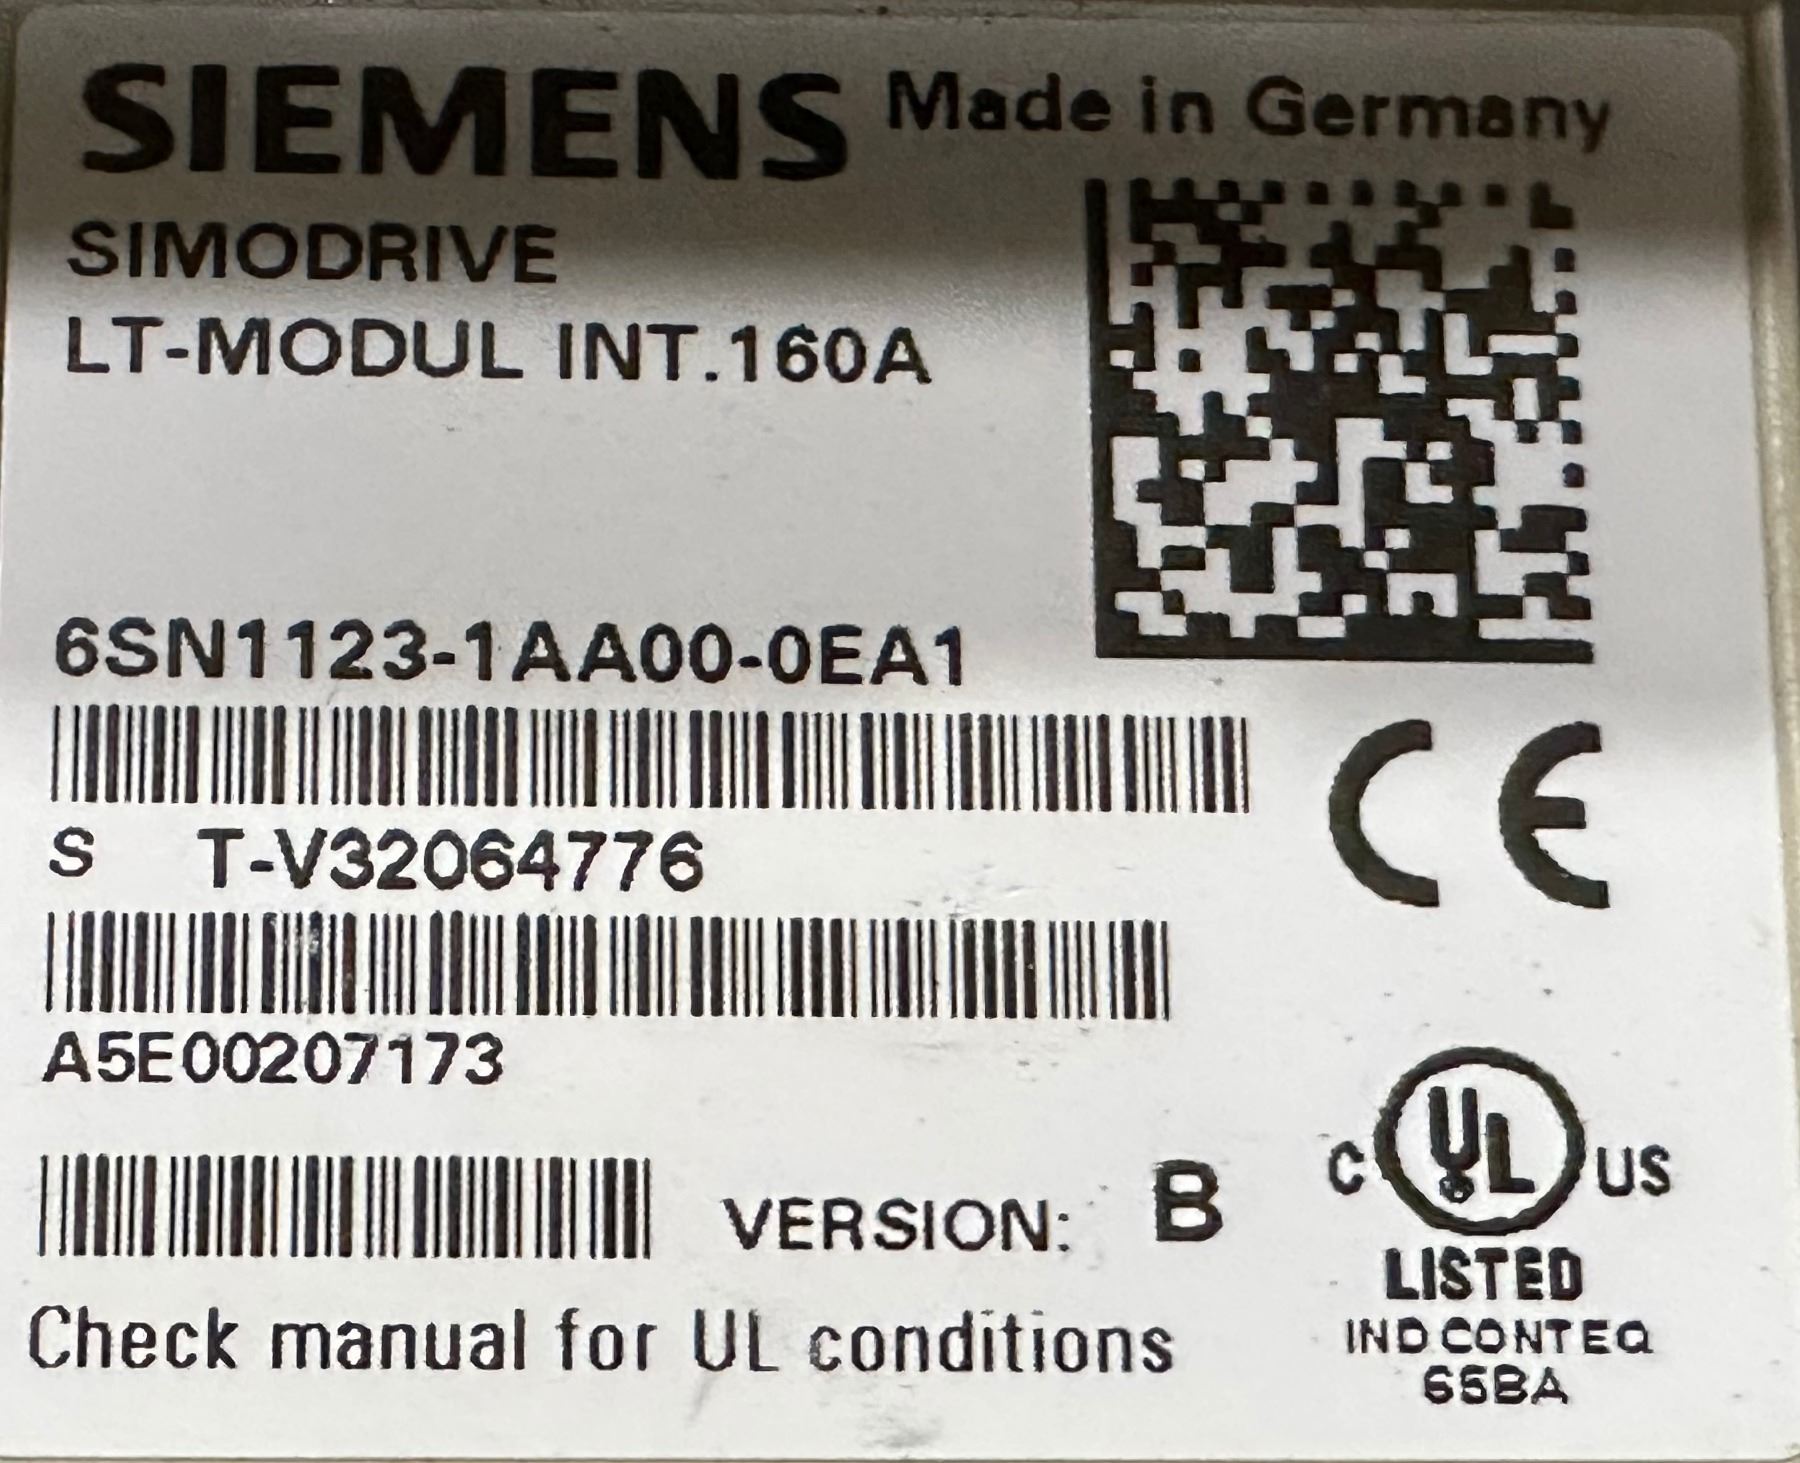 SIEMENS Made in Germany
SIMODRIVE
LT-MODUL INT.160A
6SN1123-1AA00-0EA1
S T-V32064776
A5E00207173
VERSION: B
Check manual for UL conditions
CE
C UL US
LISTED
IND CONT EQ
65BA